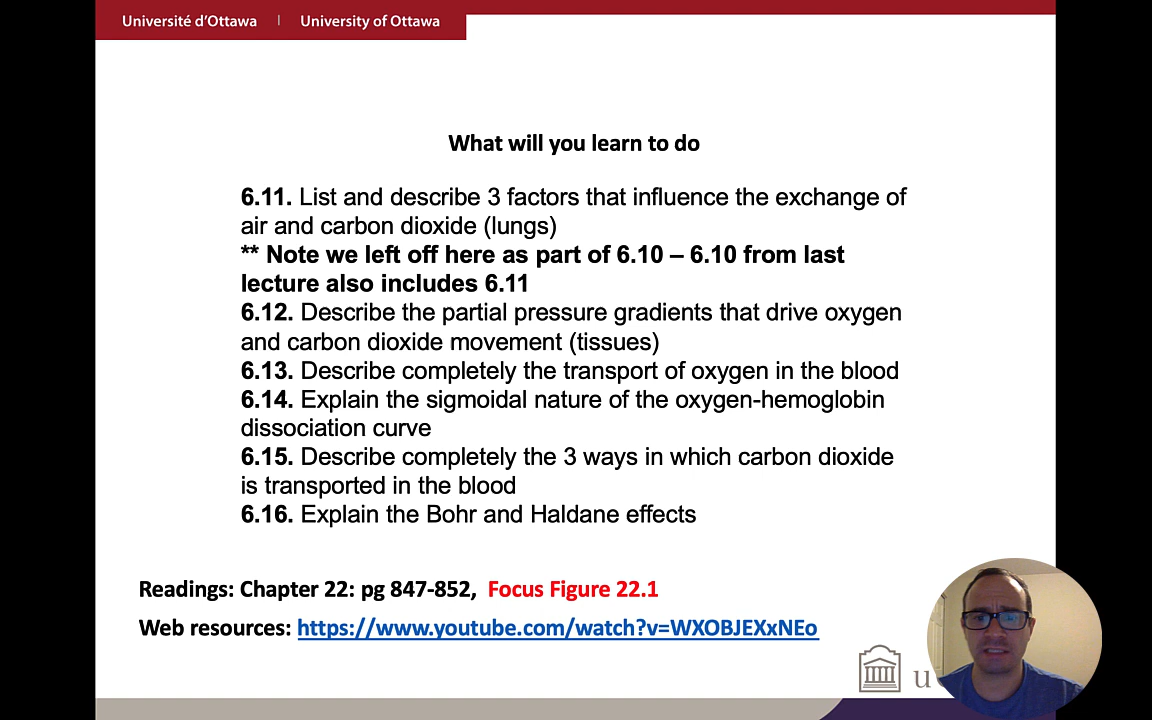 Université d'Ottawa | University of Ottawa
What will you learn to do
6.11. List and describe 3 factors that influence the exchange of
air and carbon dioxide (lungs)
** Note we left off here as part of 6.10 – 6.10 from last
lecture also includes 6.11
6.12. Describe the partial pressure gradients that drive oxygen
and carbon dioxide movement (tissues)
6.13. Describe completely the transport of oxygen in the blood
6.14. Explain the sigmoidal nature of the oxygen-hemoglobin
dissociation curve
6.15. Describe completely the 3 ways in which carbon dioxide
is transported in the blood
6.16. Explain the Bohr and Haldane effects
Readings: Chapter 22: pg 847-852, Focus Figure 22.1
Web resources: https://www.youtube.com/watch?v=WXOBJEXxNEo